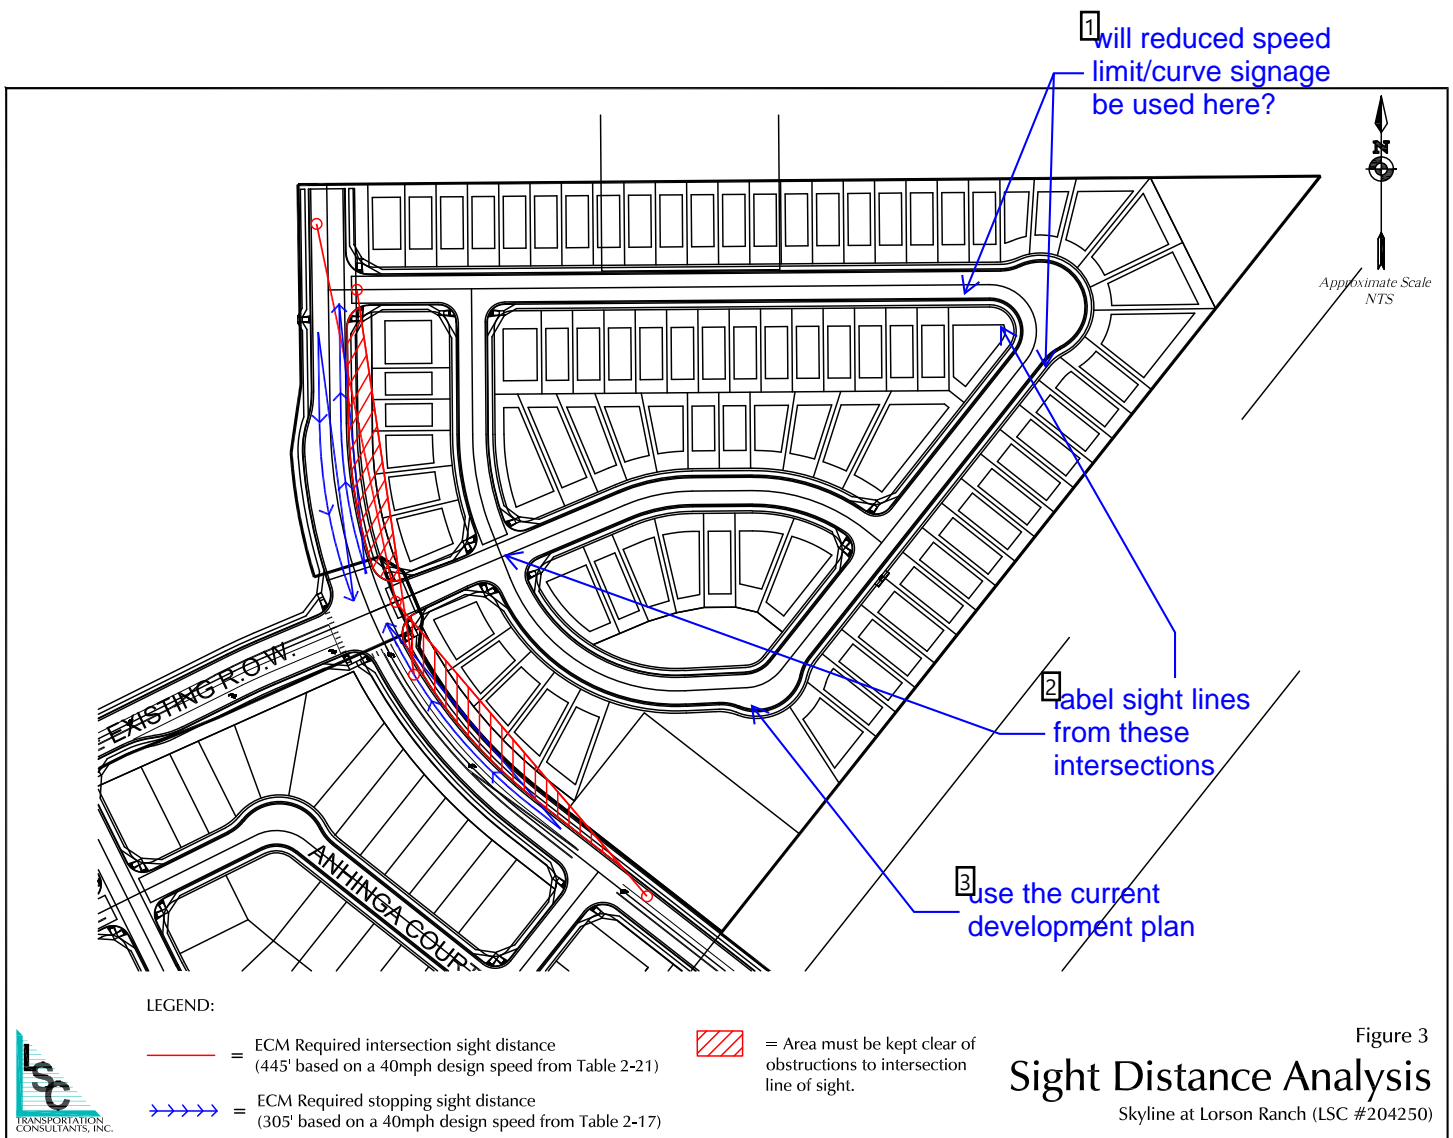 1
will reduced speed
limit/curve signage
be used here?
N
Approximate Scale
NTS
EXISTING R.O.W.
2
label sight lines
from these
intersections
3
use the current
development plan
ANHINGA COURT
LEGEND:
= ECM Required intersection sight distance
(445' based on a 40mph design speed from Table 2-21)
= ECM Required stopping sight distance
(305' based on a 40mph design speed from Table 2-17)
= Area must be kept clear of
obstructions to intersection
line of sight.
LSC
TRANSPORTATION
CONSULTANTS, INC.
Figure 3
Sight Distance Analysis
Skyline at Lorson Ranch (LSC #204250)